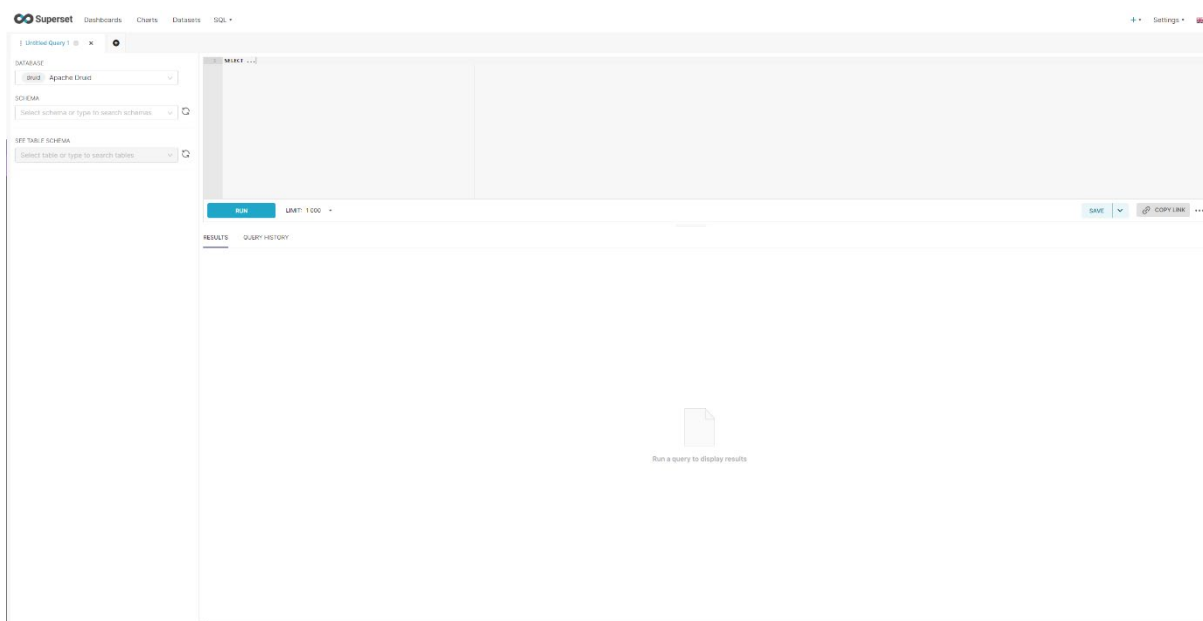 Superset Dashboards Charts Datasets SQL
Untitled Query 1
DATABASE
druid Apache Druid
SCHEMA
Select schema or type to search schemas
SEE TABLE SCHEMA
Select table or type to search tables
1 SELECT ...
RUN LIMIT: 1 000 SAVE COPY LINK ...
RESULTS QUERY HISTORY
Run a query to display results
+ Settings